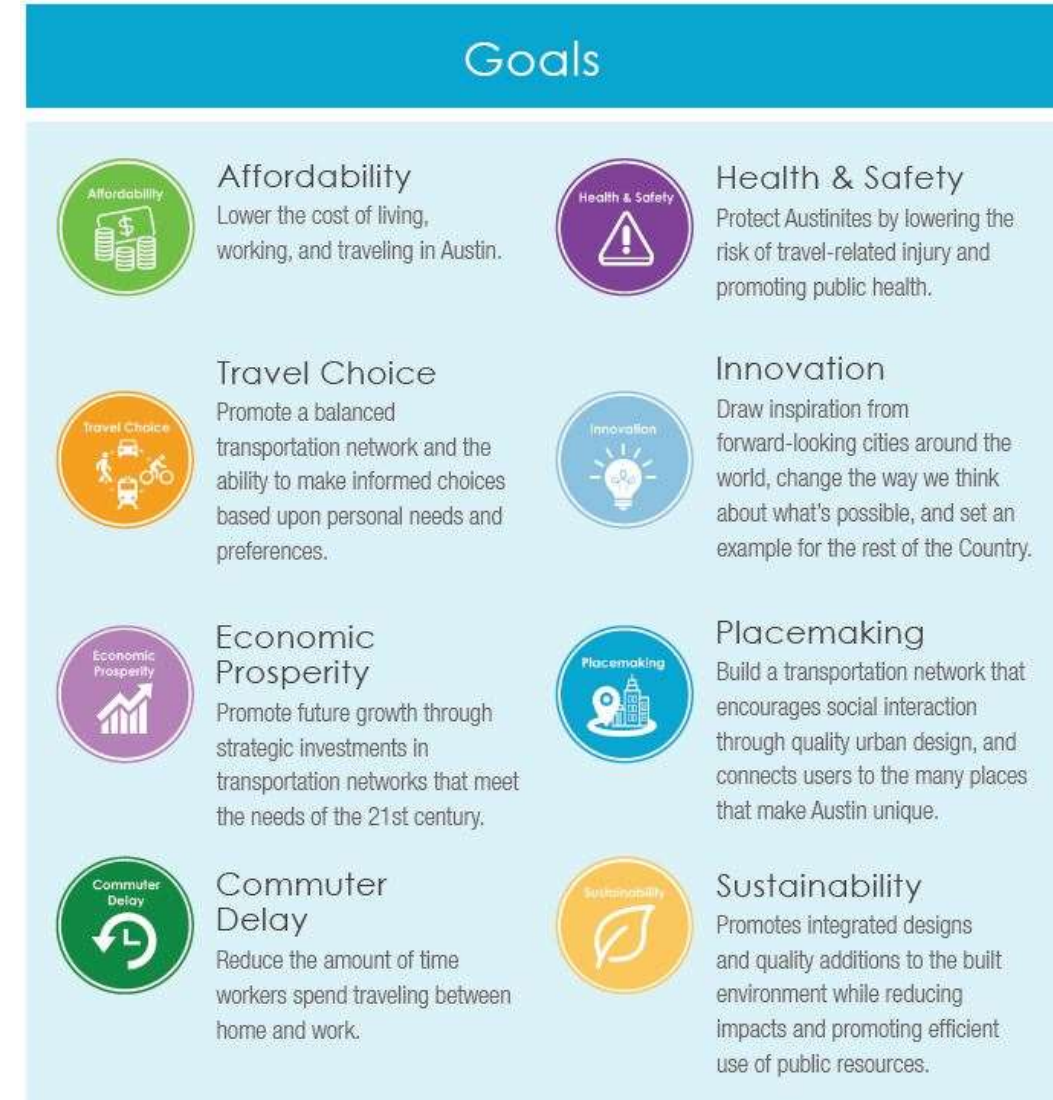 Goals
Affordability
$
Affordability
Lower the cost of living,
working, and traveling in Austin.
Health & Safety
Health & Safety
Protect Austinites by lowering the
risk of travel-related injury and
promoting public health.
Travel Choice
Travel Choice
Promote a balanced
transportation network and the
ability to make informed choices
based upon personal needs and
preferences.
Innovation
Innovation
Draw inspiration from
forward-looking cities around the
world, change the way we think
about what's possible, and set an
example for the rest of the Country.
Economic
Prosperity
Economic
Prosperity
Promote future growth through
strategic investments in
transportation networks that meet
the needs of the 21st century.
Placemaking
Placemaking
Build a transportation network that
encourages social interaction
through quality urban design, and
connects users to the many places
that make Austin unique.
Commuter
Delay
Commuter
Delay
Reduce the amount of time
workers spend traveling between
home and work.
Sustainability
Sustainability
Promotes integrated designs
and quality additions to the built
environment while reducing
impacts and promoting efficient
use of public resources.